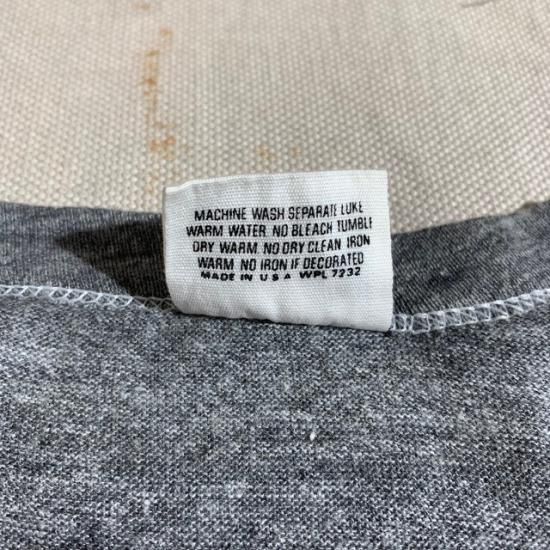 MACHINE WASH SEPARATE LUKE
WARM WATER NO BLEACH TUMBLE
DRY WARM NO DRY CLEAN IRON
WARM NO IRON IF DECORATED
MADE IN U S A WPL 7232